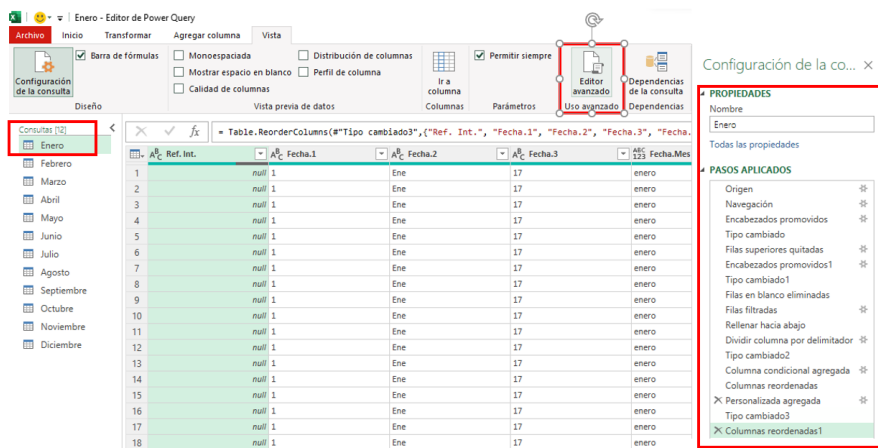 Enero - Editor de Power Query
Archivo Inicio Transformar Agregar columna Vista
Configuración de la consulta
Barra de fórmulas
Diseño
Monoespaciada
Mostrar espacio en blanco
Calidad de columnas
Distribución de columnas
Perfil de columna
Vista previa de datos
Ir a columna
Columnas
Permitir siempre
Parámetros
Editor avanzado
Uso avanzado
Dependencias de la consulta
Dependencias
Consultas [12]
Enero
Febrero
Marzo
Abril
Mayo
Junio
Julio
Agosto
Septiembre
Octubre
Noviembre
Diciembre
fx = Table.ReorderColumns(#"Tipo cambiado3",{"Ref. Int.", "Fecha.1", "Fecha.2", "Fecha.3", "Fecha.
ABC Ref. Int. ABC Fecha.1 ABC Fecha.2 ABC Fecha.3 ABC 123 Fecha.Mes
1 null 1 Ene 17 enero
2 null 1 Ene 17 enero
3 null 1 Ene 17 enero
4 null 1 Ene 17 enero
5 null 1 Ene 17 enero
6 null 1 Ene 17 enero
7 null 1 Ene 17 enero
8 null 1 Ene 17 enero
9 null 1 Ene 17 enero
10 null 1 Ene 17 enero
11 null 1 Ene 17 enero
12 null 1 Ene 17 enero
13 null 1 Ene 17 enero
14 null 1 Ene 17 enero
15 null 1 Ene 17 enero
16 null 1 Ene 17 enero
17 null 1 Ene 17 enero
18 null 1 Ene 17 enero
Configuración de la co... ×
PROPIEDADES
Nombre
Enero
Todas las propiedades
PASOS APLICADOS
Origen
Navegación
Encabezados promovidos
Tipo cambiado
Filas superiores quitadas
Encabezados promovidos1
Tipo cambiado1
Filas en blanco eliminadas
Filas filtradas
Rellenar hacia abajo
Dividir columna por delimitador
Tipo cambiado2
Columna condicional agregada
Columnas reordenadas
Personalizada agregada
Tipo cambiado3
Columnas reordenadas1